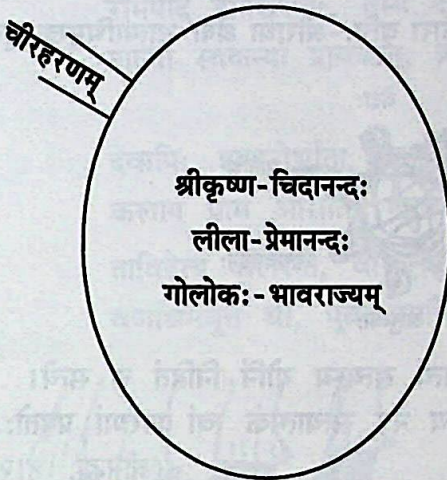 चीरहरणम्
श्रीकृष्ण-चिदानन्दः
लीला-प्रेमानन्दः
गोलोकः-भावराज्यम्